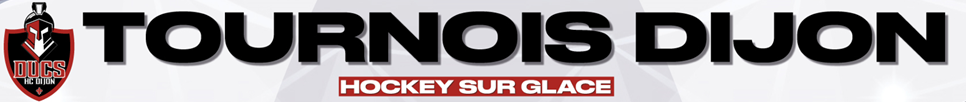 TOURNOIS DIJON
DUCS
HC DIJON
HOCKEY SUR GLACE